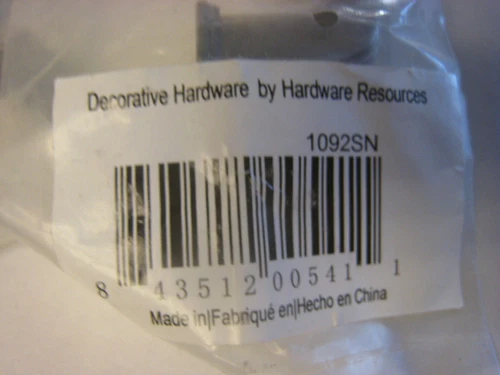 Decorative Hardware by Hardware Resources
1092SN
8 43512 00541 1
Made in|Fabriqué en|Hecho en China